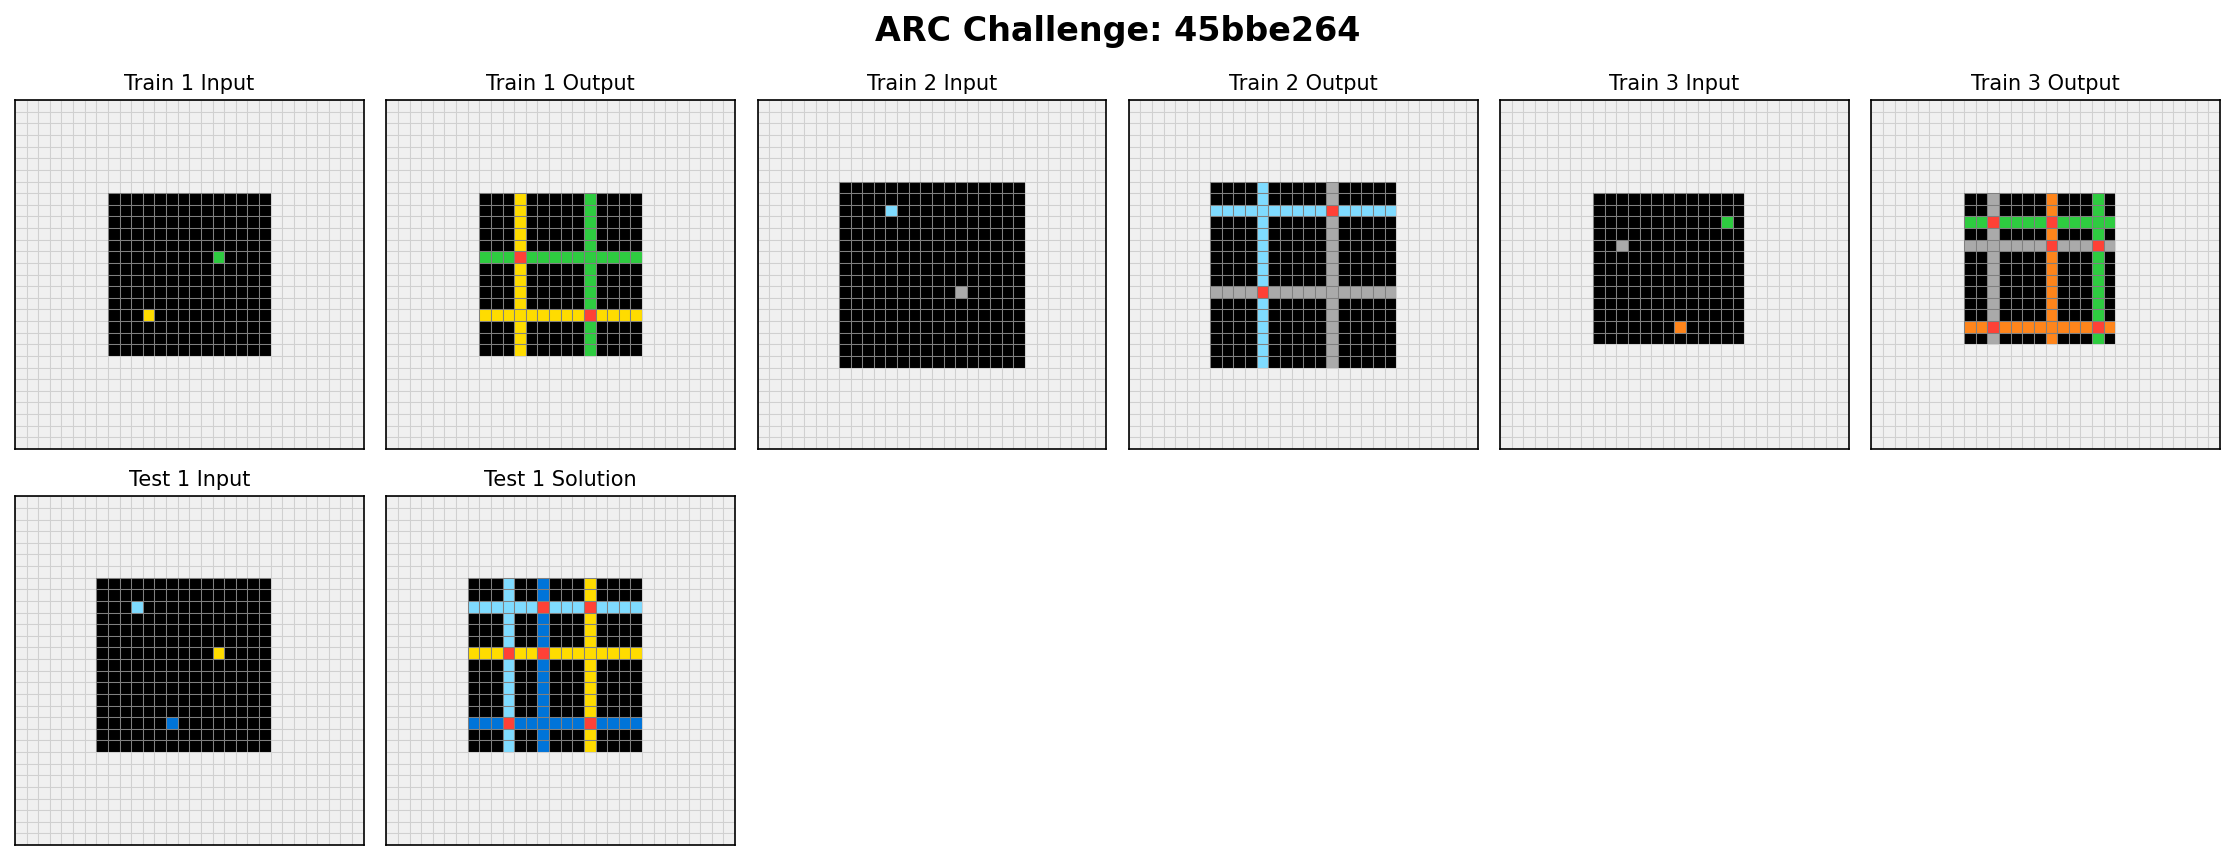 ARC Challenge: 45bbe264
Train 1 Input
Train 1 Output
Train 2 Input
Train 2 Output
Train 3 Input
Train 3 Output
Test 1 Input
Test 1 Solution